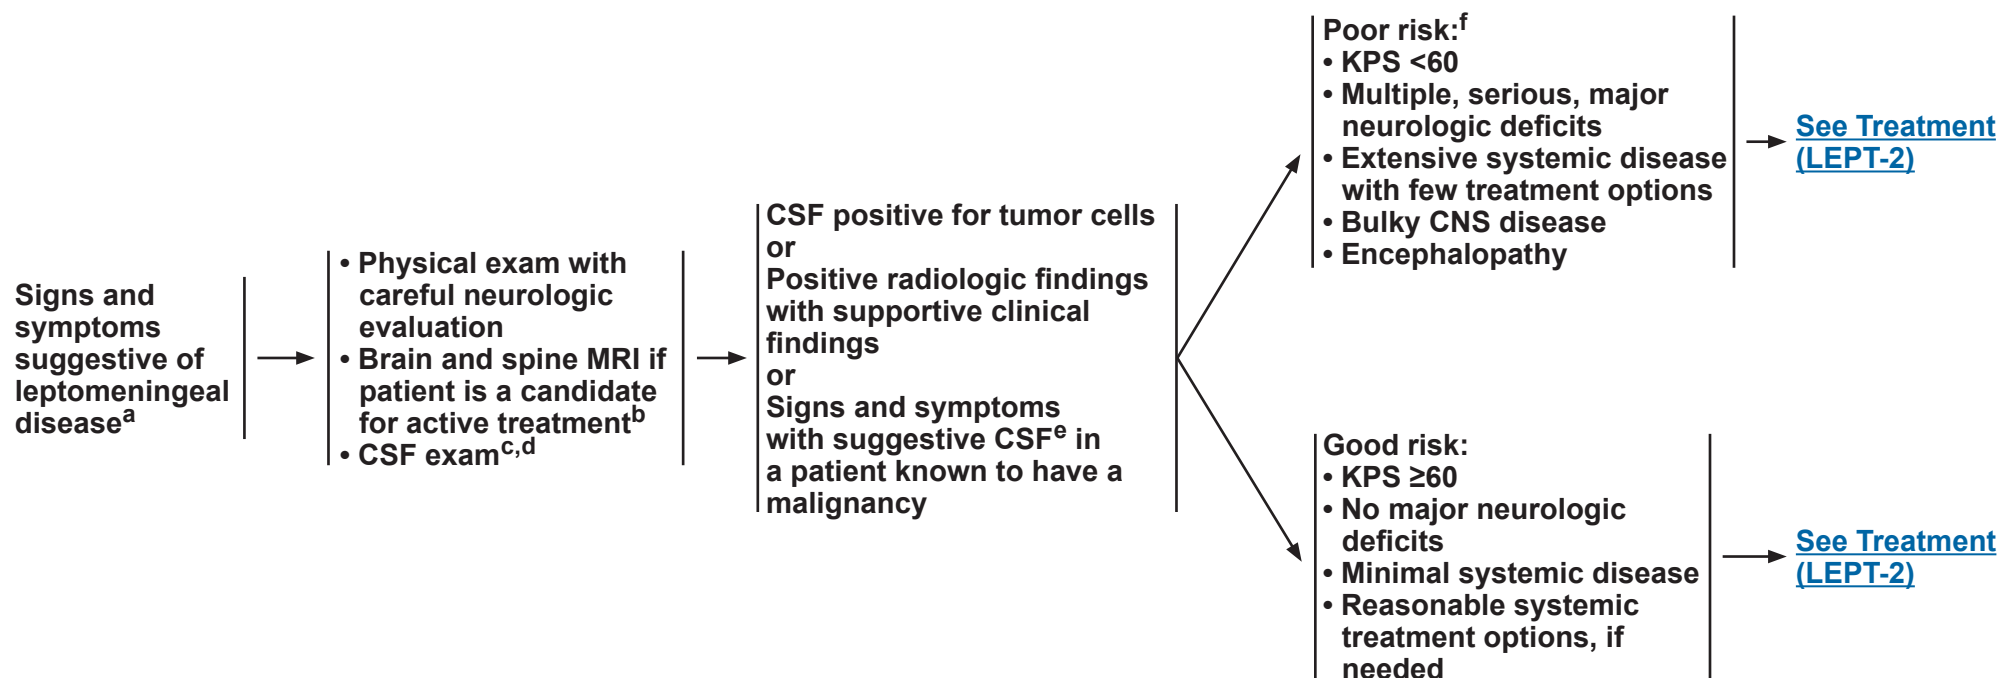 Signs and
symptoms
suggestive of
leptomeningeal
disease^a
• Physical exam with
careful neurologic
evaluation
• Brain and spine MRI if
patient is a candidate
for active treatment^b
• CSF exam^c,d
CSF positive for tumor cells
or
Positive radiologic findings
with supportive clinical
findings
or
Signs and symptoms
with suggestive CSF^e in
a patient known to have a
malignancy
Poor risk:^f
• KPS <60
• Multiple, serious, major
neurologic deficits
• Extensive systemic disease
with few treatment options
• Bulky CNS disease
• Encephalopathy
See Treatment
(LEPT-2)
Good risk:
• KPS ≥60
• No major neurologic
deficits
• Minimal systemic disease
• Reasonable systemic
treatment options, if
needed
See Treatment
(LEPT-2)